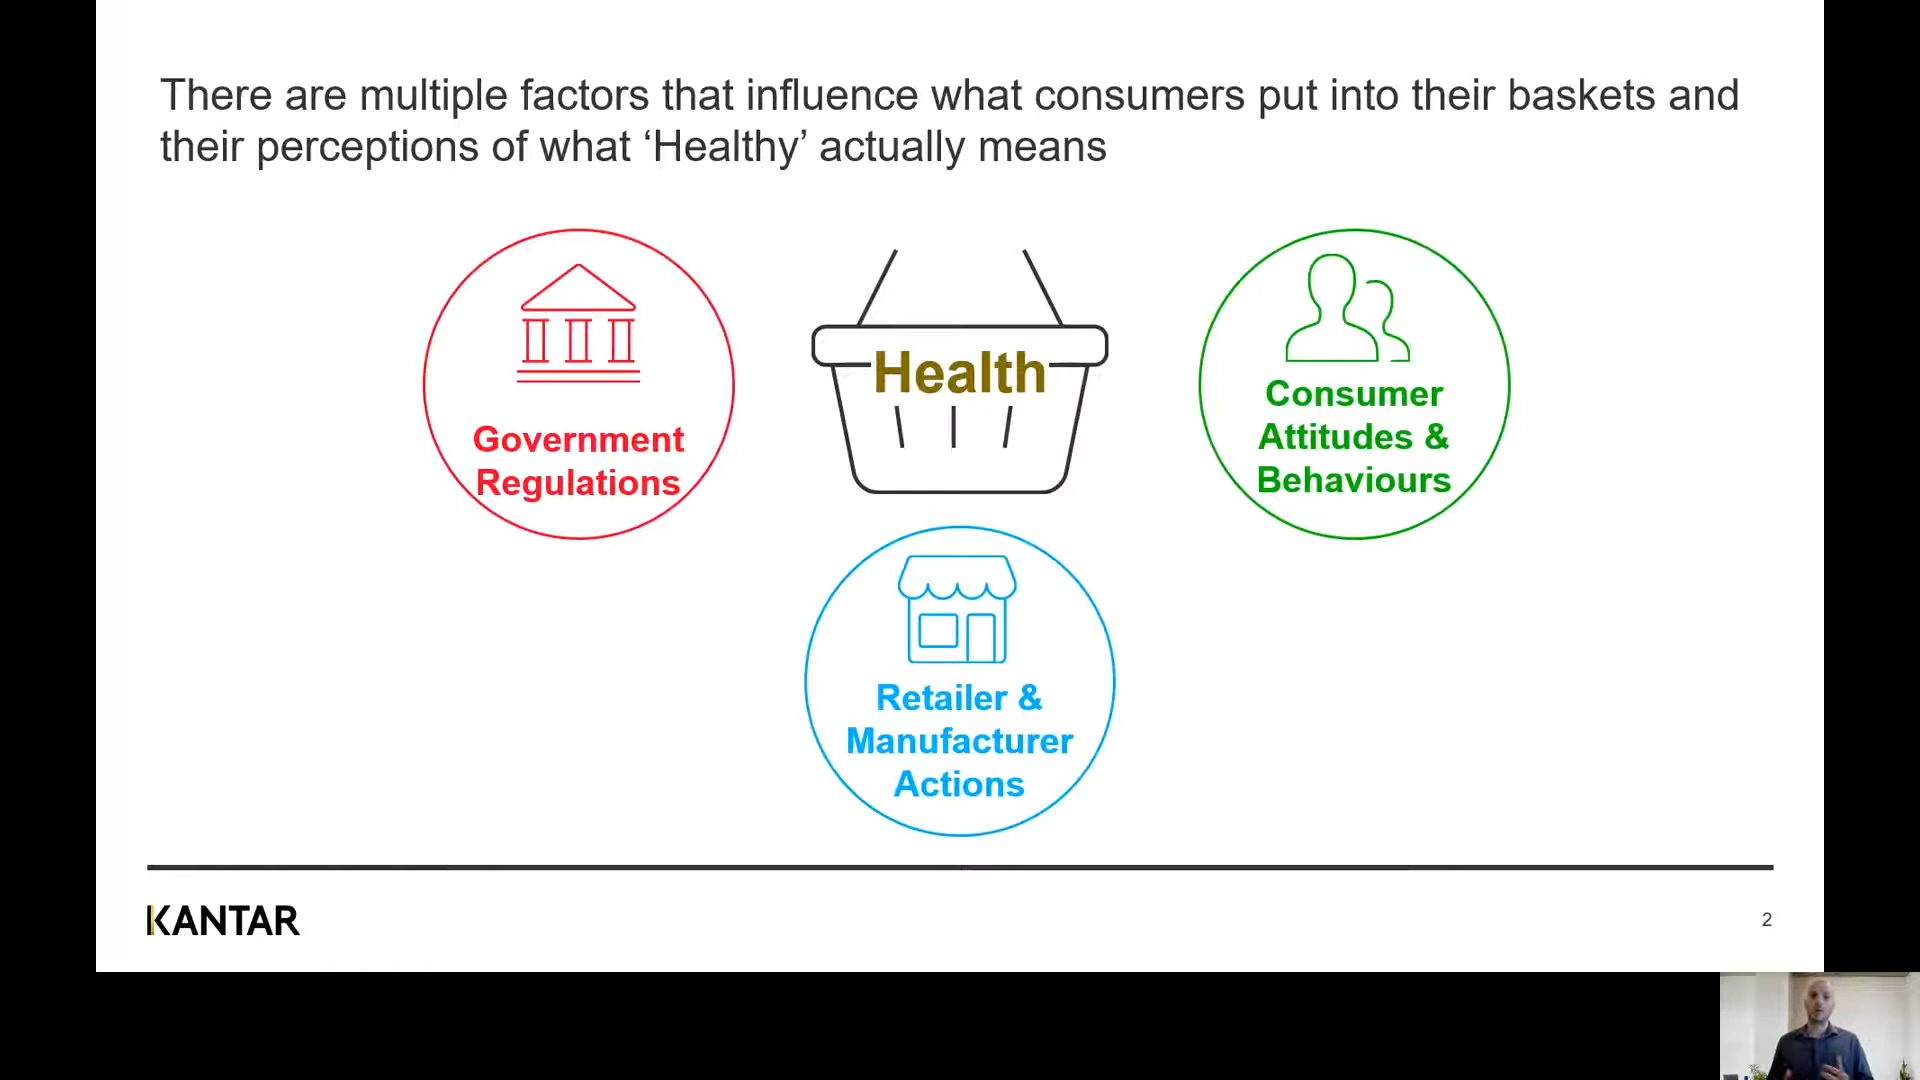 There are multiple factors that influence what consumers put into their baskets and
their perceptions of what ‘Healthy’ actually means
Government
Regulations
Health
Consumer
Attitudes &
Behaviours
Retailer &
Manufacturer
Actions
KANTAR
2